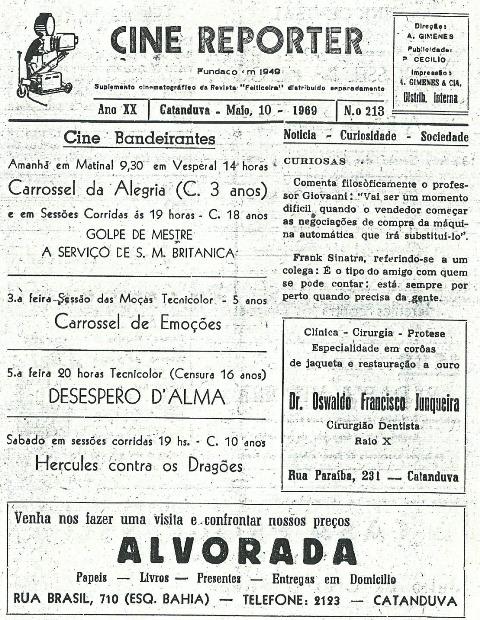 CINE REPORTER
Fundado em 1949
Suplemento cinematográfico da Revista "Feiticeira" distribuido separadamente
Direção:
A. GIMENES
Publicidade:
P. CECILIO
Impressão:
A. GIMENES & CIA.
Distrib. Interna
Ano XX
Catanduva - Maio, 10 - 1969
N.o 213
Cine Bandeirantes
Amanhã em Matinal 9,30 em Vesperal 14 horas
Carrossel da Alegria (C. 3 anos)
e em Sessões Corridas ás 19 horas - C. 18 anos
GOLPE DE MESTRE
A SERVIÇO DE S. M. BRITANICA
3.a feira Sessão das Moças Tecnicolor - 5 anos
Carrossel de Emoções
5.a feira 20 horas Tecnicolor (Censura 16 anos)
DESESPERO D'ALMA
Sabado em sessões corridas 19 hs. - C. 10 anos
Hercules contra os Dragões
Noticia - Curiosidade - Sociedade
CURIOSAS
Comenta filosòficamente o profes-
sor Giovani: "Vai ser um momento
dificil quando o vendedor começar
as negociações de compra da máqui-
na automática que irá substitui-lo".
Frank Sinatra, referindo-se a um
colega: É o tipo do amigo com quem
se pode contar: está sempre por
perto quando precisa da gente.
Clinica - Cirurgia - Protese
Especialidade em corôas
de jaqueta e restauração a ouro
Dr. Oswaldo Francisco Junqueira
Cirurgião Dentista
Raio X
Rua Paraíba, 231 — Catanduva
Venha nos fazer uma visita e confrontar nossos preços
ALVORADA
Papeis — Livros — Presentes — Entregas em Domicilio
RUA BRASIL, 710 (ESQ. BAHIA) — TELEFONE: 2123 — CATANDUVA